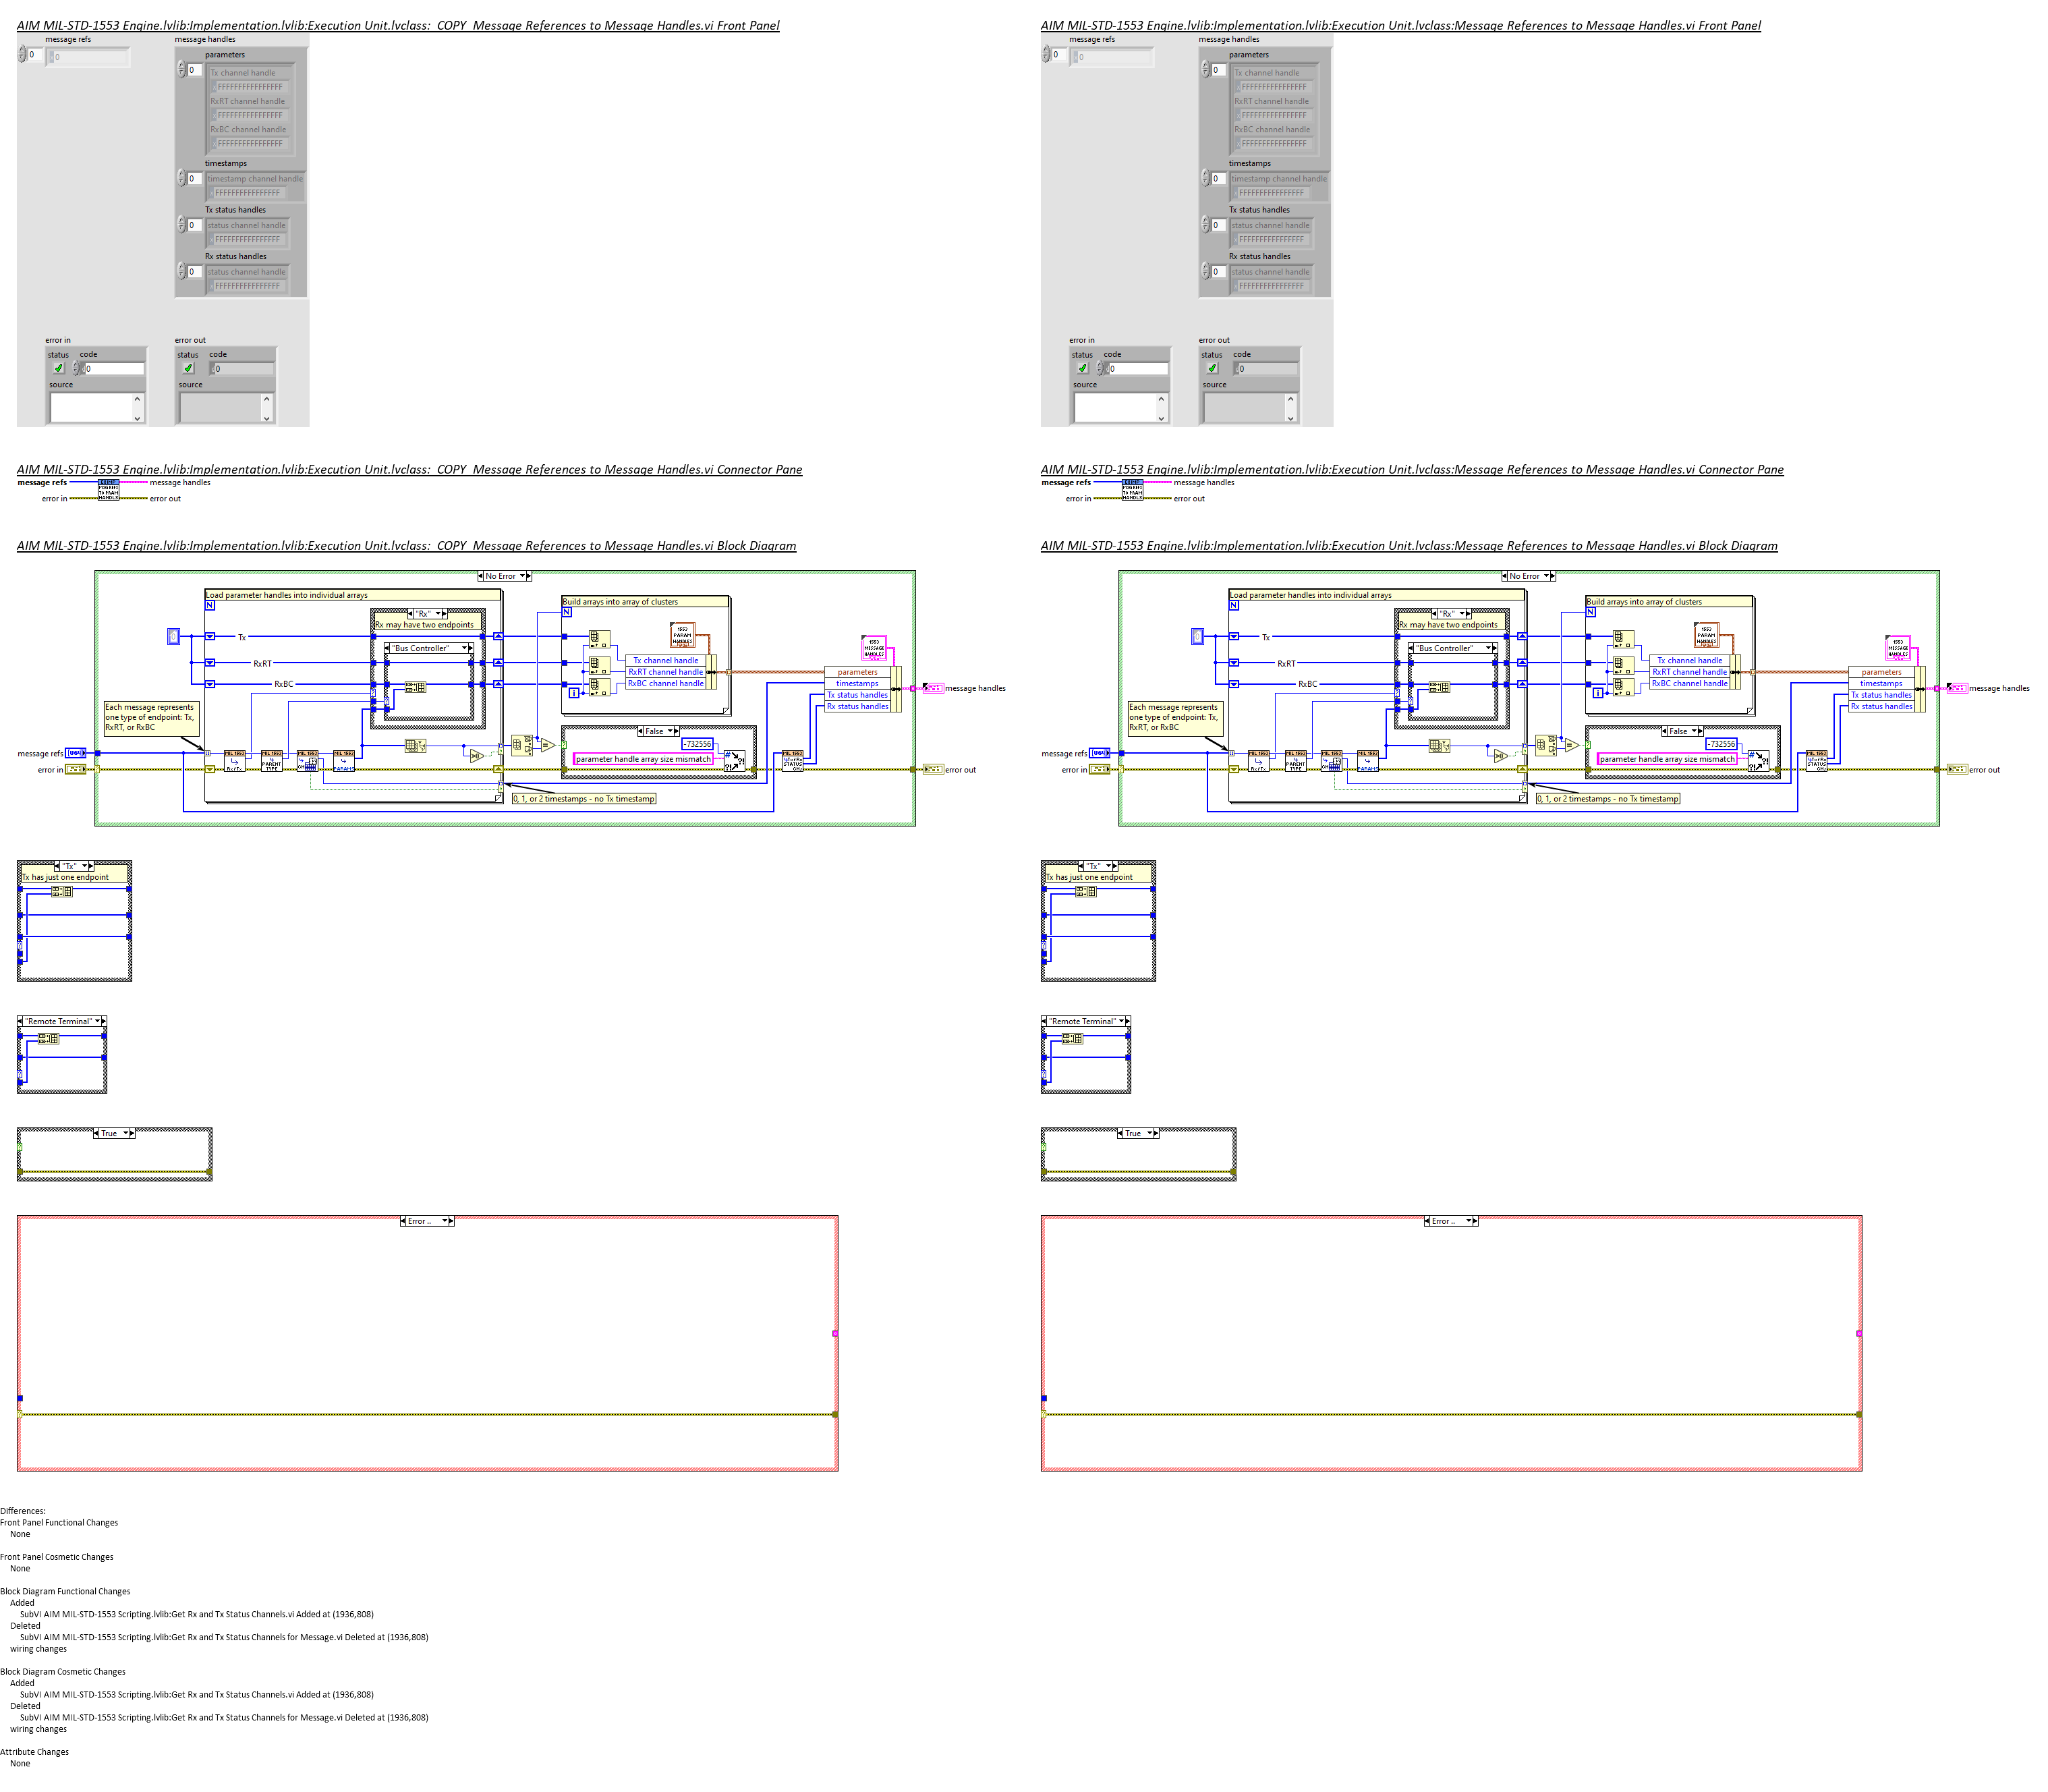 AIM MIL-STD-1553 Engine.lvlib:Implementation.lvlib:Execution Unit.lvclass:_COPY_Message References to Message Handles.vi Front Panel
message refs
0
0
message handles
parameters
0
Tx channel handle
FFFFFFFFFFFFFFFF
RxRT channel handle
FFFFFFFFFFFFFFFF
RxBC channel handle
FFFFFFFFFFFFFFFF
timestamps
0
timestamp channel handle
FFFFFFFFFFFFFFFF
Tx status handles
0
status channel handle
FFFFFFFFFFFFFFFF
Rx status handles
0
status channel handle
FFFFFFFFFFFFFFFF
error in
status code
0
source
error out
status code
0
source
AIM MIL-STD-1553 Engine.lvlib:Implementation.lvlib:Execution Unit.lvclass:Message References to Message Handles.vi Front Panel
message refs
0
0
message handles
parameters
0
Tx channel handle
FFFFFFFFFFFFFFFF
RxRT channel handle
FFFFFFFFFFFFFFFF
RxBC channel handle
FFFFFFFFFFFFFFFF
timestamps
0
timestamp channel handle
FFFFFFFFFFFFFFFF
Tx status handles
0
status channel handle
FFFFFFFFFFFFFFFF
Rx status handles
0
status channel handle
FFFFFFFFFFFFFFFF
error in
status code
0
source
error out
status code
0
source
AIM MIL-STD-1553 Engine.lvlib:Implementation.lvlib:Execution Unit.lvclass:_COPY_Message References to Message Handles.vi Connector Pane
message refs
message handles
error in
error out
AIM MIL-STD-1553 Engine.lvlib:Implementation.lvlib:Execution Unit.lvclass:Message References to Message Handles.vi Connector Pane
message refs
message handles
error in
error out
AIM MIL-STD-1553 Engine.lvlib:Implementation.lvlib:Execution Unit.lvclass:_COPY_Message References to Message Handles.vi Block Diagram
No Error
Load parameter handles into individual arrays
N
"Rx"
Rx may have two endpoints
"Bus Controller"
Tx
RxRT
RxBC
Build arrays into array of clusters
N
1553 PARAM HANDLES
Tx channel handle
RxRT channel handle
RxBC channel handle
i
MESSAGE HANDLES
parameters
timestamps
Tx status handles
Rx status handles
message handles
Each message represents
one type of endpoint: Tx,
RxRT, or RxBC
False
-732556
parameter handle array size mismatch
message refs
error in
PARENT TYPE
PARAMS
error out
0, 1, or 2 timestamps - no Tx timestamp
AIM MIL-STD-1553 Engine.lvlib:Implementation.lvlib:Execution Unit.lvclass:Message References to Message Handles.vi Block Diagram
No Error
Load parameter handles into individual arrays
N
"Rx"
Rx may have two endpoints
"Bus Controller"
Tx
RxRT
RxBC
Build arrays into array of clusters
N
1553 PARAM HANDLES
Tx channel handle
RxRT channel handle
RxBC channel handle
i
MESSAGE HANDLES
parameters
timestamps
Tx status handles
Rx status handles
message handles
Each message represents
one type of endpoint: Tx,
RxRT, or RxBC
False
-732556
parameter handle array size mismatch
message refs
error in
PARENT TYPE
PARAMS
error out
0, 1, or 2 timestamps - no Tx timestamp
"Tx"
Tx has just one endpoint
"Tx"
Tx has just one endpoint
"Remote Terminal"
"Remote Terminal"
True
True
Error ..
Error ..
Differences:
Front Panel Functional Changes
None
Front Panel Cosmetic Changes
None
Block Diagram Functional Changes
Added
SubVI AIM MIL-STD-1553 Scripting.lvlib:Get Rx and Tx Status Channels.vi Added at (1936,808)
Deleted
SubVI AIM MIL-STD-1553 Scripting.lvlib:Get Rx and Tx Status Channels for Message.vi Deleted at (1936,808)
wiring changes
Block Diagram Cosmetic Changes
Added
SubVI AIM MIL-STD-1553 Scripting.lvlib:Get Rx and Tx Status Channels.vi Added at (1936,808)
Deleted
SubVI AIM MIL-STD-1553 Scripting.lvlib:Get Rx and Tx Status Channels for Message.vi Deleted at (1936,808)
wiring changes
Attribute Changes
None